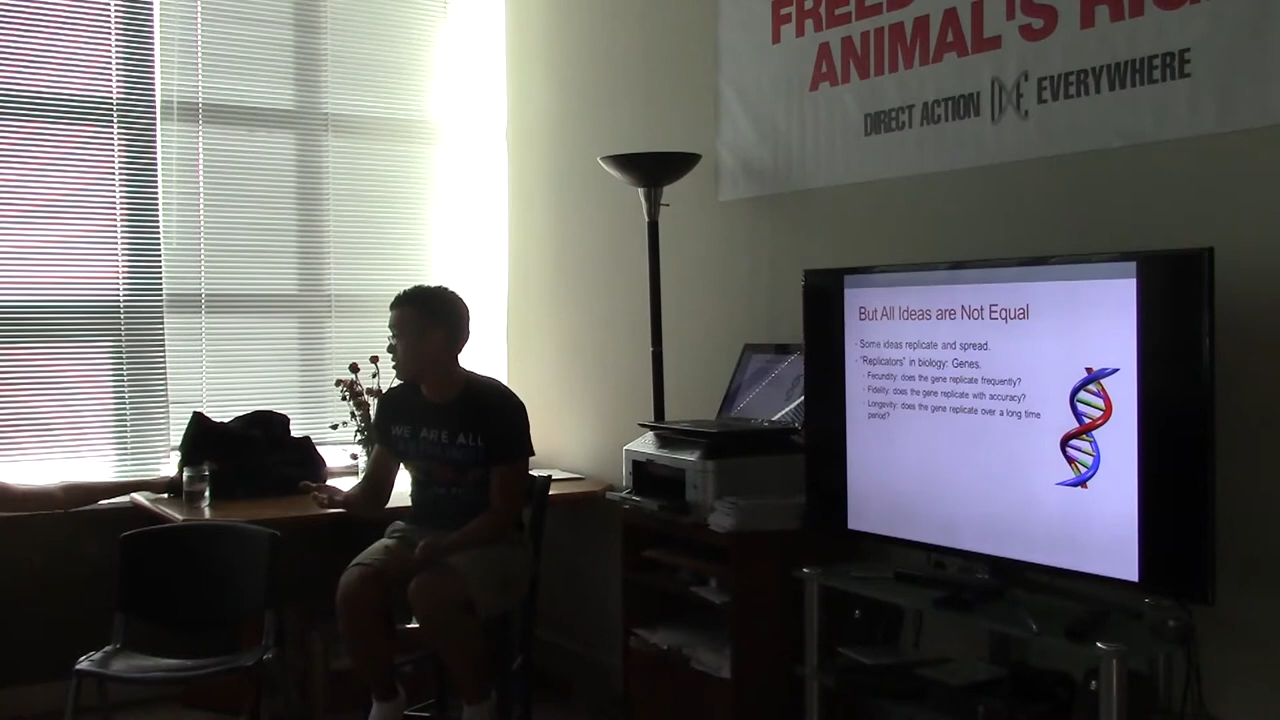 ANIMAL'S
DIRECT ACTION EVERYWHERE
But All Ideas are Not Equal
Some ideas replicate and spread.
"Replicators" in biology: Genes.
Fecundity: does the gene replicate frequently?
Fidelity: does the gene replicate with accuracy?
Longevity: does the gene replicate over a long time
period?
WE ARE ALL